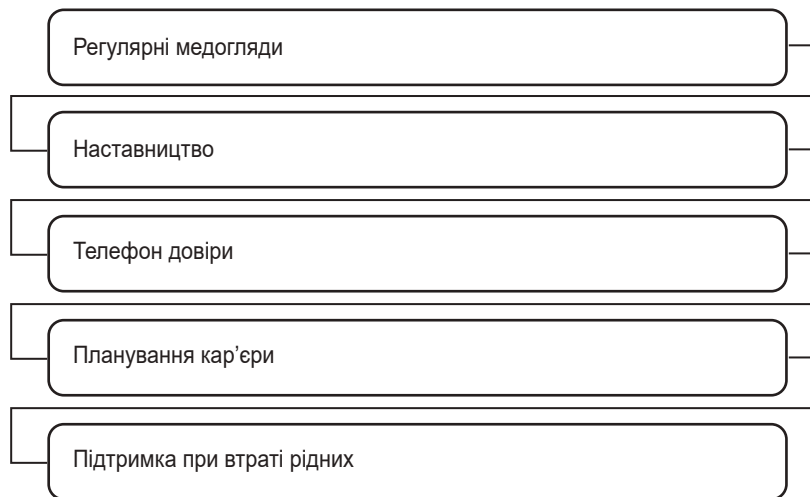 Регулярні медогляди
Наставництво
Телефон довіри
Планування кар’єри
Підтримка при втраті рідних